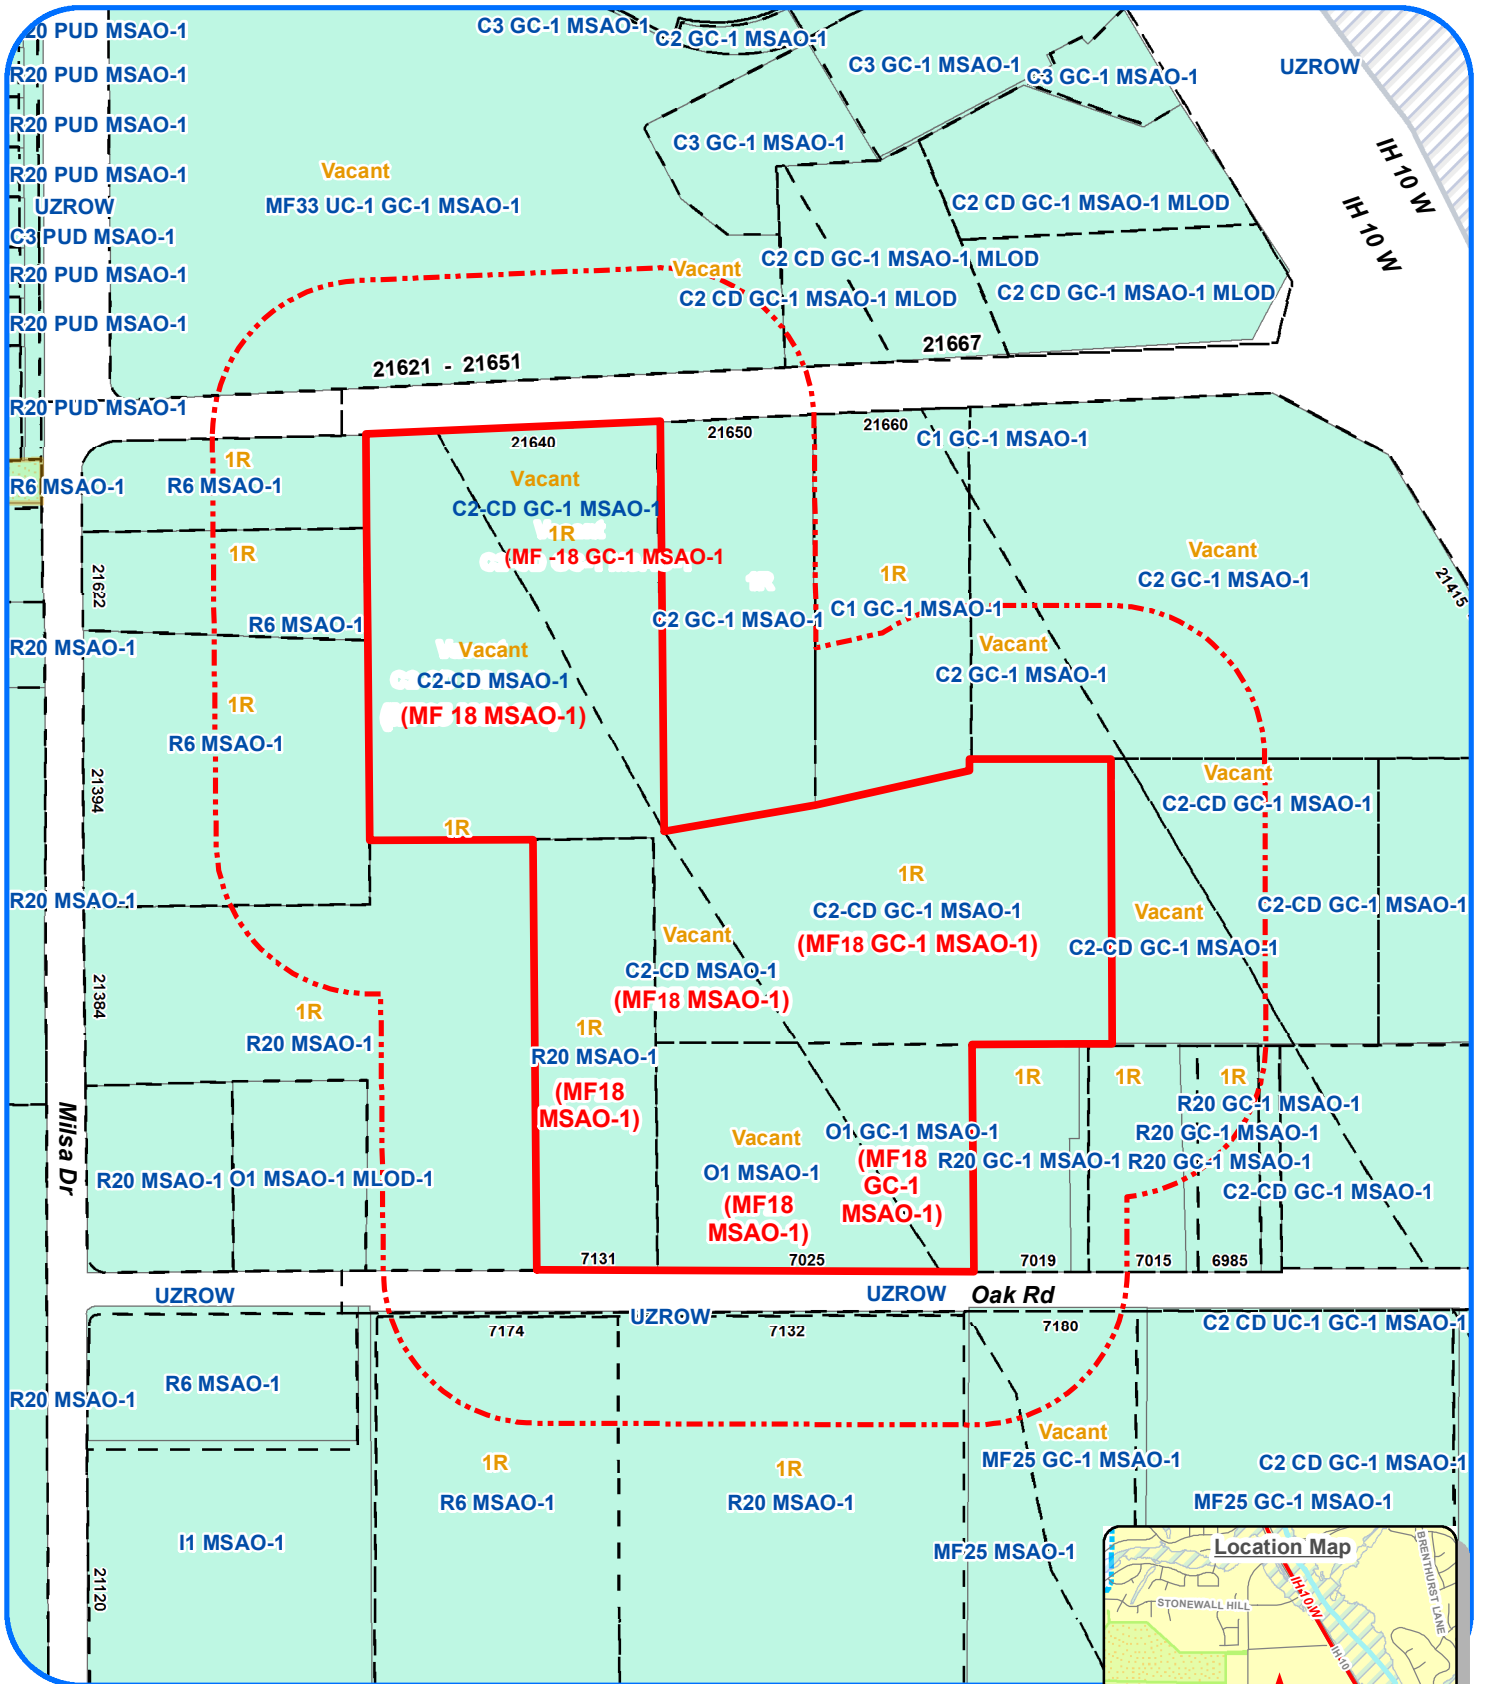 R20 PUD MSAO-1
C3 GC-1 MSAO-1
C2 GC-1 MSAO-1
C3 GC-1 MSAO-1
C3 GC-1 MSAO-1
UZROW
R20 PUD MSAO-1
R20 PUD MSAO-1
C3 GC-1 MSAO-1
IH 10 W
IH 10 W
R20 PUD MSAO-1
Vacant
MF33 UC-1 GC-1 MSAO-1
UZROW
C3 PUD MSAO-1
C2 CD GC-1 MSAO-1 MLOD
C2 CD GC-1 MSAO-1 MLOD
R20 PUD MSAO-1
Vacant
C2 CD GC-1 MSAO-1 MLOD
C2 CD GC-1 MSAO-1 MLOD
R20 PUD MSAO-1
21621 - 21651
21667
R20 PUD MSAO-1
21640
21650
21660
C1 GC-1 MSAO-1
1R
R6 MSAO-1
R6 MSAO-1
Vacant
C2-CD GC-1 MSAO-1
1R
(MF -18 GC-1 MSAO-1
1R
21622
1R
1R
C2 GC-1 MSAO-1
C1 GC-1 MSAO-1
Vacant
C2 GC-1 MSAO-1
21415
R6 MSAO-1
R20 MSAO-1
Vacant
C2-CD MSAO-1
(MF 18 MSAO-1)
Vacant
C2 GC-1 MSAO-1
1R
R6 MSAO-1
21394
1R
Vacant
C2-CD GC-1 MSAO-1
R20 MSAO-1
1R
C2-CD GC-1 MSAO-1
(MF18 GC-1 MSAO-1)
Vacant
C2-CD GC-1 MSAO-1
C2-CD GC-1 MSAO-1
Vacant
C2-CD MSAO-1
(MF18 MSAO-1)
21384
1R
R20 MSAO-1
1R
R20 MSAO-1
(MF18
MSAO-1)
1R
1R
1R
R20 GC-1 MSAO-1
R20 GC-1 MSAO-1
R20 GC-1 MSAO-1
R20 GC-1 MSAO-1
C2-CD GC-1 MSAO-1
Milsa Dr
R20 MSAO-1
O1 MSAO-1 MLOD-1
Vacant
O1 MSAO-1
(MF18
MSAO-1)
O1 GC-1 MSAO-1
(MF18
GC-1
MSAO-1)
7131
7025
7019
7015
6985
UZROW
UZROW
UZROW
Oak Rd
7174
7132
7180
C2 CD UC-1 GC-1 MSAO-1
R6 MSAO-1
R20 MSAO-1
1R
R6 MSAO-1
1R
R20 MSAO-1
Vacant
MF25 GC-1 MSAO-1
C2 CD GC-1 MSAO-1
MF25 GC-1 MSAO-1
I1 MSAO-1
MF25 MSAO-1
21120
Location Map
STONEWALL HILL
IH 10 W
IH 10
BRENTHURST LANE